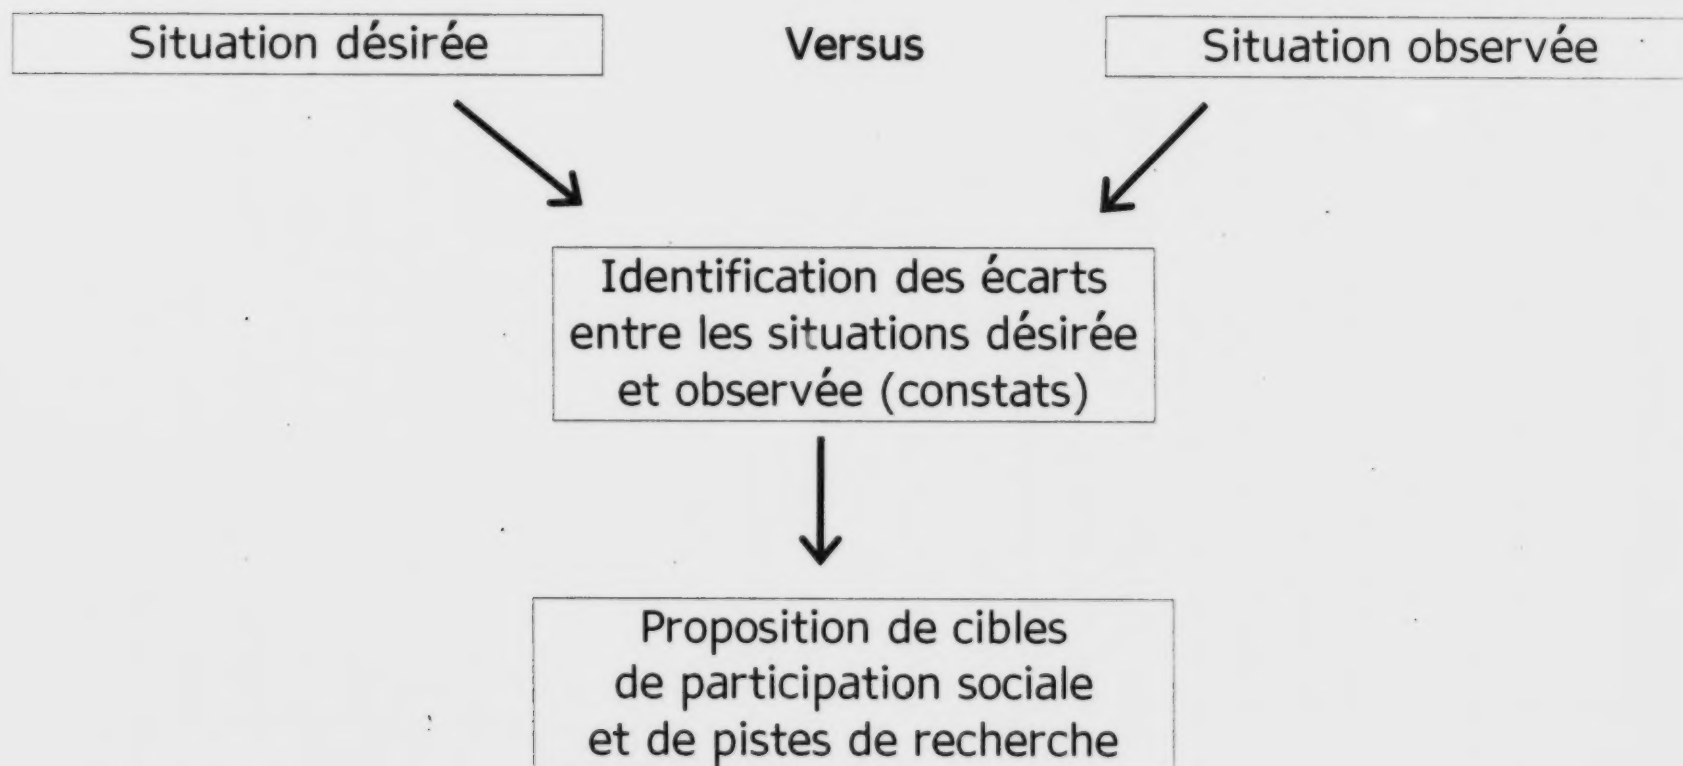 Situation désirée
Versus
Situation observée
Identification des écarts
entre les situations désirée
et observée (constats)
Proposition de cibles
de participation sociale
et de pistes de recherche